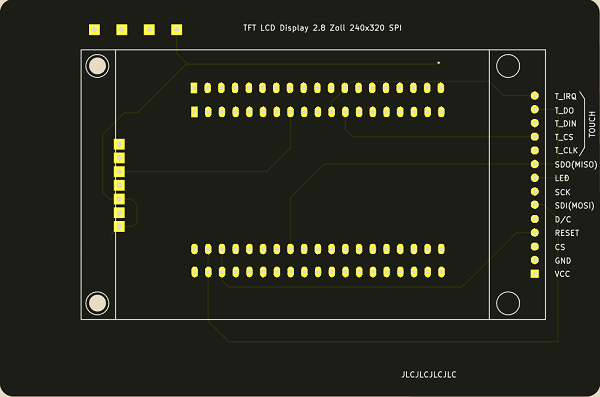 TFT LCD Display 2.8 Zoll 240x320 SPI
T_IRQ
T_DO
T_DIN
T_CS
T_CLK
TOUCH
SDO(MISO)
LED
SCK
SDI(MOSI)
D/C
RESET
CS
GND
VCC
JLCJLCJLCJLC